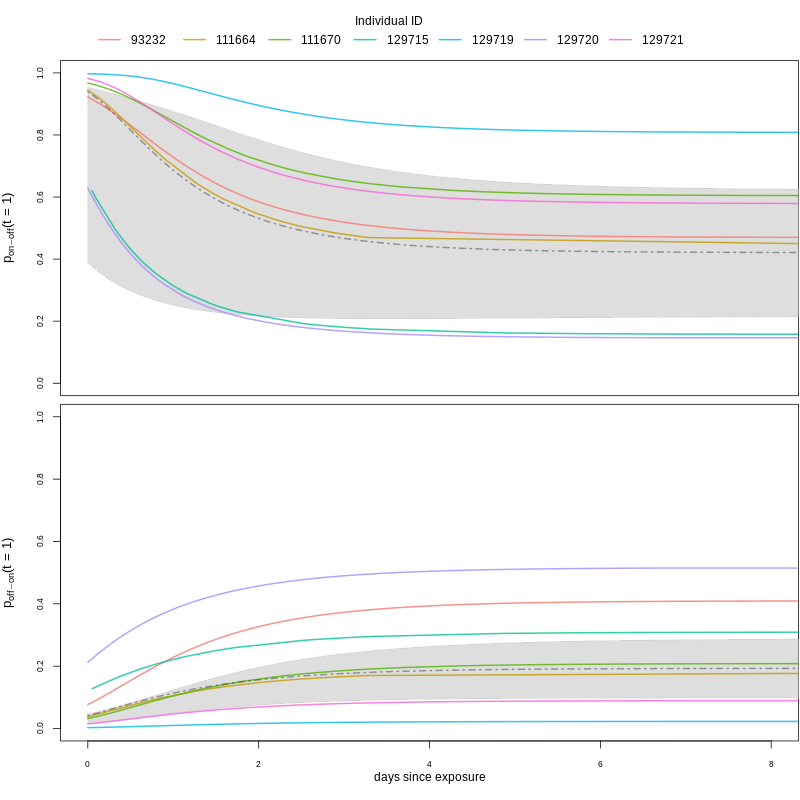 Individual ID
93232 111664 111670 129715 129719 129720 129721
1.0
0.8
0.6
0.4
0.2
0.0
p_on−off(t = 1)
1.0
0.8
0.6
0.4
0.2
0.0
p_off−on(t = 1)
0 2 4 6 8
days since exposure